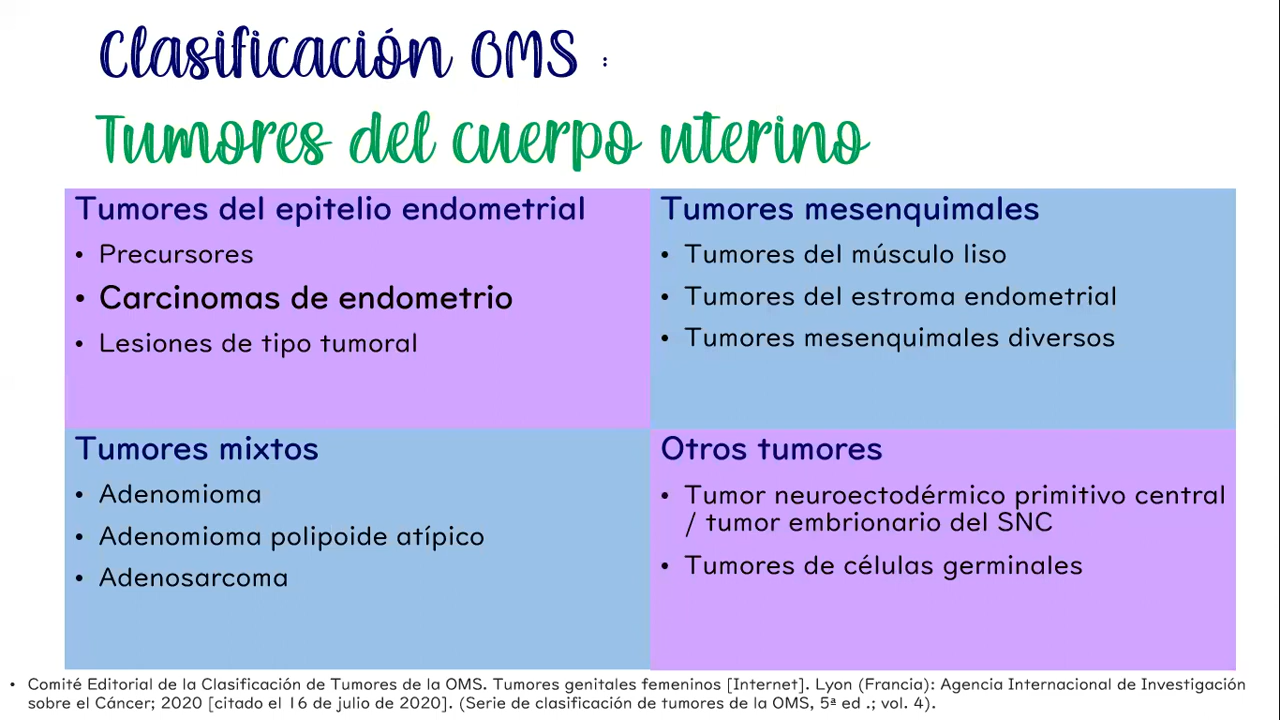 Clasificación OMS :
Tumores del cuerpo uterino
Tumores del epitelio endometrial
• Precursores
• Carcinomas de endometrio
• Lesiones de tipo tumoral
Tumores mesenquimales
• Tumores del músculo liso
• Tumores del estroma endometrial
• Tumores mesenquimales diversos
Tumores mixtos
• Adenomioma
• Adenomioma polipoide atípico
• Adenosarcoma
Otros tumores
• Tumor neuroectodérmico primitivo central
/ tumor embrionario del SNC
• Tumores de células germinales
• Comité Editorial de la Clasificación de Tumores de la OMS. Tumores genitales femeninos [Internet]. Lyon (Francia): Agencia Internacional de Investigación
sobre el Cáncer; 2020 [citado el 16 de julio de 2020]. (Serie de clasificación de tumores de la OMS, 5ª ed .; vol. 4).